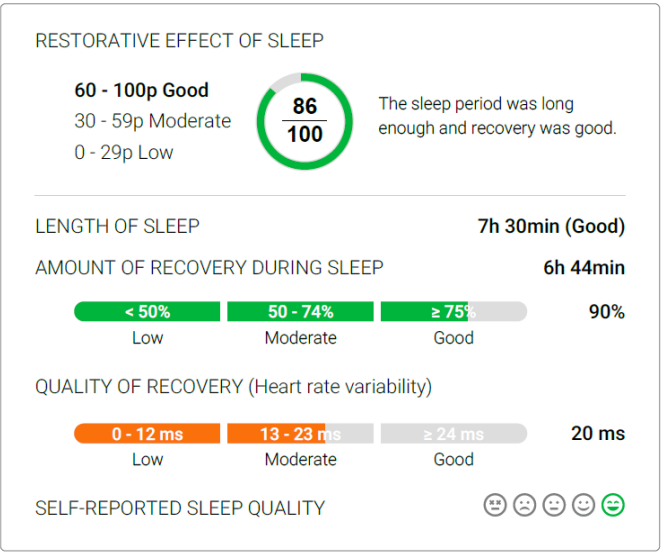 RESTORATIVE EFFECT OF SLEEP
60 - 100p Good
30 - 59p Moderate
0 - 29p Low
86
100
The sleep period was long
enough and recovery was good.
LENGTH OF SLEEP 7h 30min (Good)
AMOUNT OF RECOVERY DURING SLEEP 6h 44min
< 50% 50 - 74% ≥ 75% 90%
Low Moderate Good
QUALITY OF RECOVERY (Heart rate variability)
0 - 12 ms 13 - 23 ms ≥ 24 ms 20 ms
Low Moderate Good
SELF-REPORTED SLEEP QUALITY